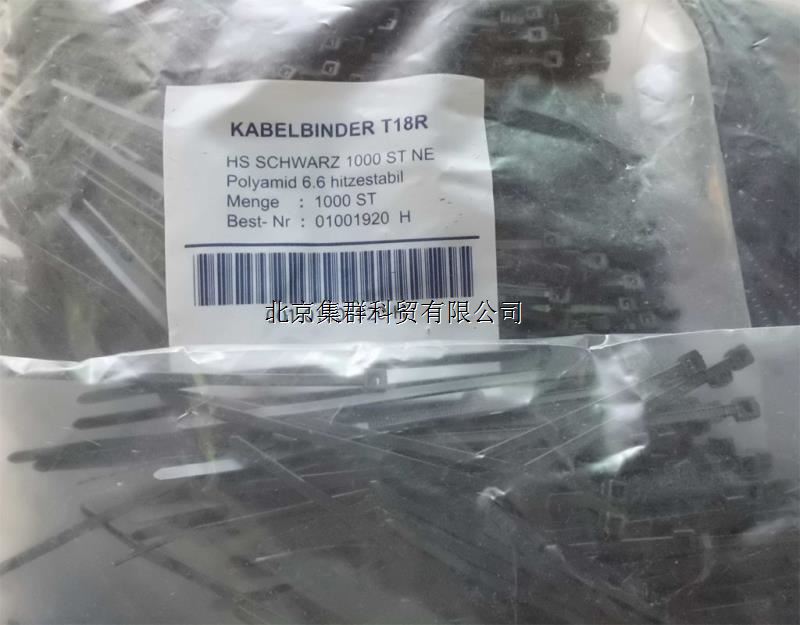 KABELBINDER T18R
HS SCHWARZ 1000 ST NE
Polyamid 6.6 hitzestabil
Menge : 1000 ST
Best- Nr : 01001920 H
北京集群科贸有限公司